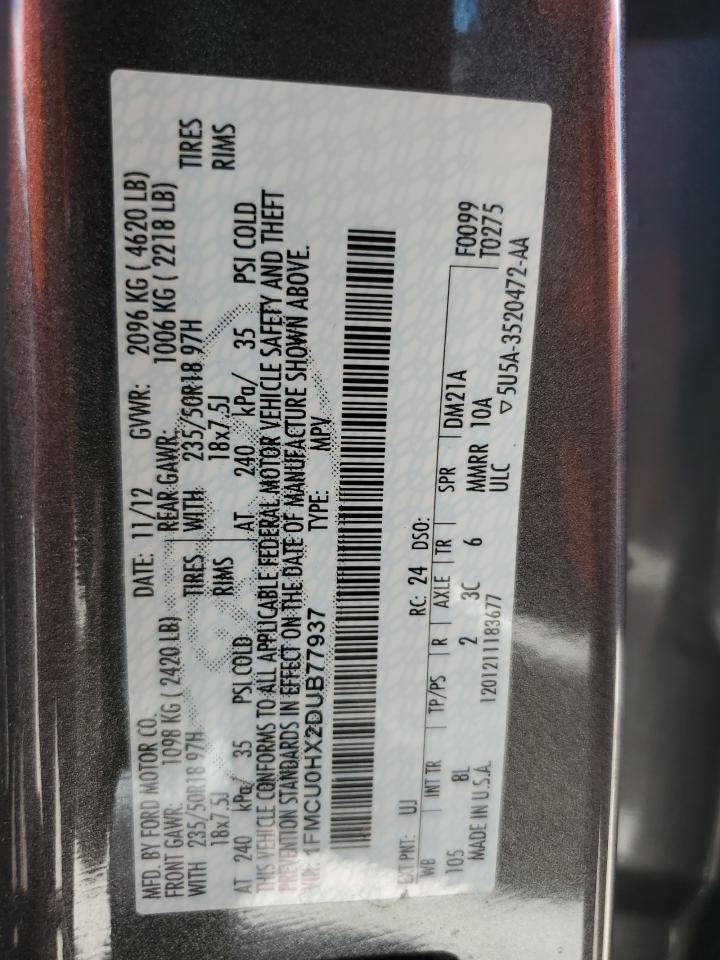 MFD. BY FORD MOTOR CO. DATE: 11/12 GVWR: 2096 KG ( 4620 LB)
FRONT GAWR: 1098 KG ( 2420 LB) REAR GAWR: 1006 KG ( 2218 LB)
WITH 235/50R18 97H TIRES WITH 235/50R18 97H TIRES
18x7.5J RIMS 18x7.5J RIMS
AT 240 kPa/ 35 PSI COLD AT 240 kPa/ 35 PSI COLD
THIS VEHICLE CONFORMS TO ALL APPLICABLE FEDERAL MOTOR VEHICLE SAFETY AND THEFT
PREVENTION STANDARDS IN EFFECT ON THE DATE OF MANUFACTURE SHOWN ABOVE.
VIN: 1FMCU0HX2DUB77937 TYPE: MPV
EXT PNT: UJ RC: 24 DSO: F0099
WB INT TR TP/PS R AXLE TR SPR DM21A T0275
105 8L 2 3C 6 MMRR 10A
MADE IN U.S.A. 1201211183677 ULC ▽5U5A-3520472-AA